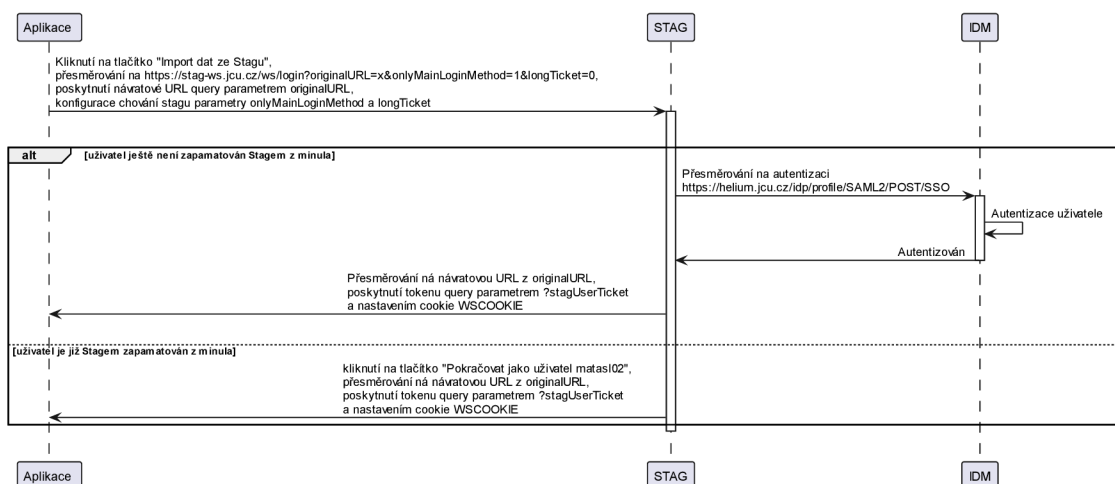 Aplikace
STAG
IDM
Kliknutí na tlačítko "Import dat ze Stagu",
přesměrování na https://stag-ws.jcu.cz/ws/login?originalURL=x&onlyMainLoginMethod=1&longTicket=0,
poskytnutí návratové URL query parametrem originalURL,
konfigurace chování stagu parametry onlyMainLoginMethod a longTicket
alt
[uživatel ještě není zapamatován Stagem z minula]
Přesměrování na autentizaci
https://helium.jcu.cz/idp/profile/SAML2/POST/SSO
Autentizace uživatele
Autentizován
Přesměrování ná návratovou URL z originalURL,
poskytnutí tokenu query parametrem ?stagUserTicket
a nastavením cookie WSCOOKIE
[uživatel je již Stagem zapamatován z minula]
kliknutí na tlačítko "Pokračovat jako uživatel matasl02",
přesměrování ná návratovou URL z originalURL,
poskytnutí tokenu query parametrem ?stagUserTicket
a nastavením cookie WSCOOKIE
Aplikace
STAG
IDM